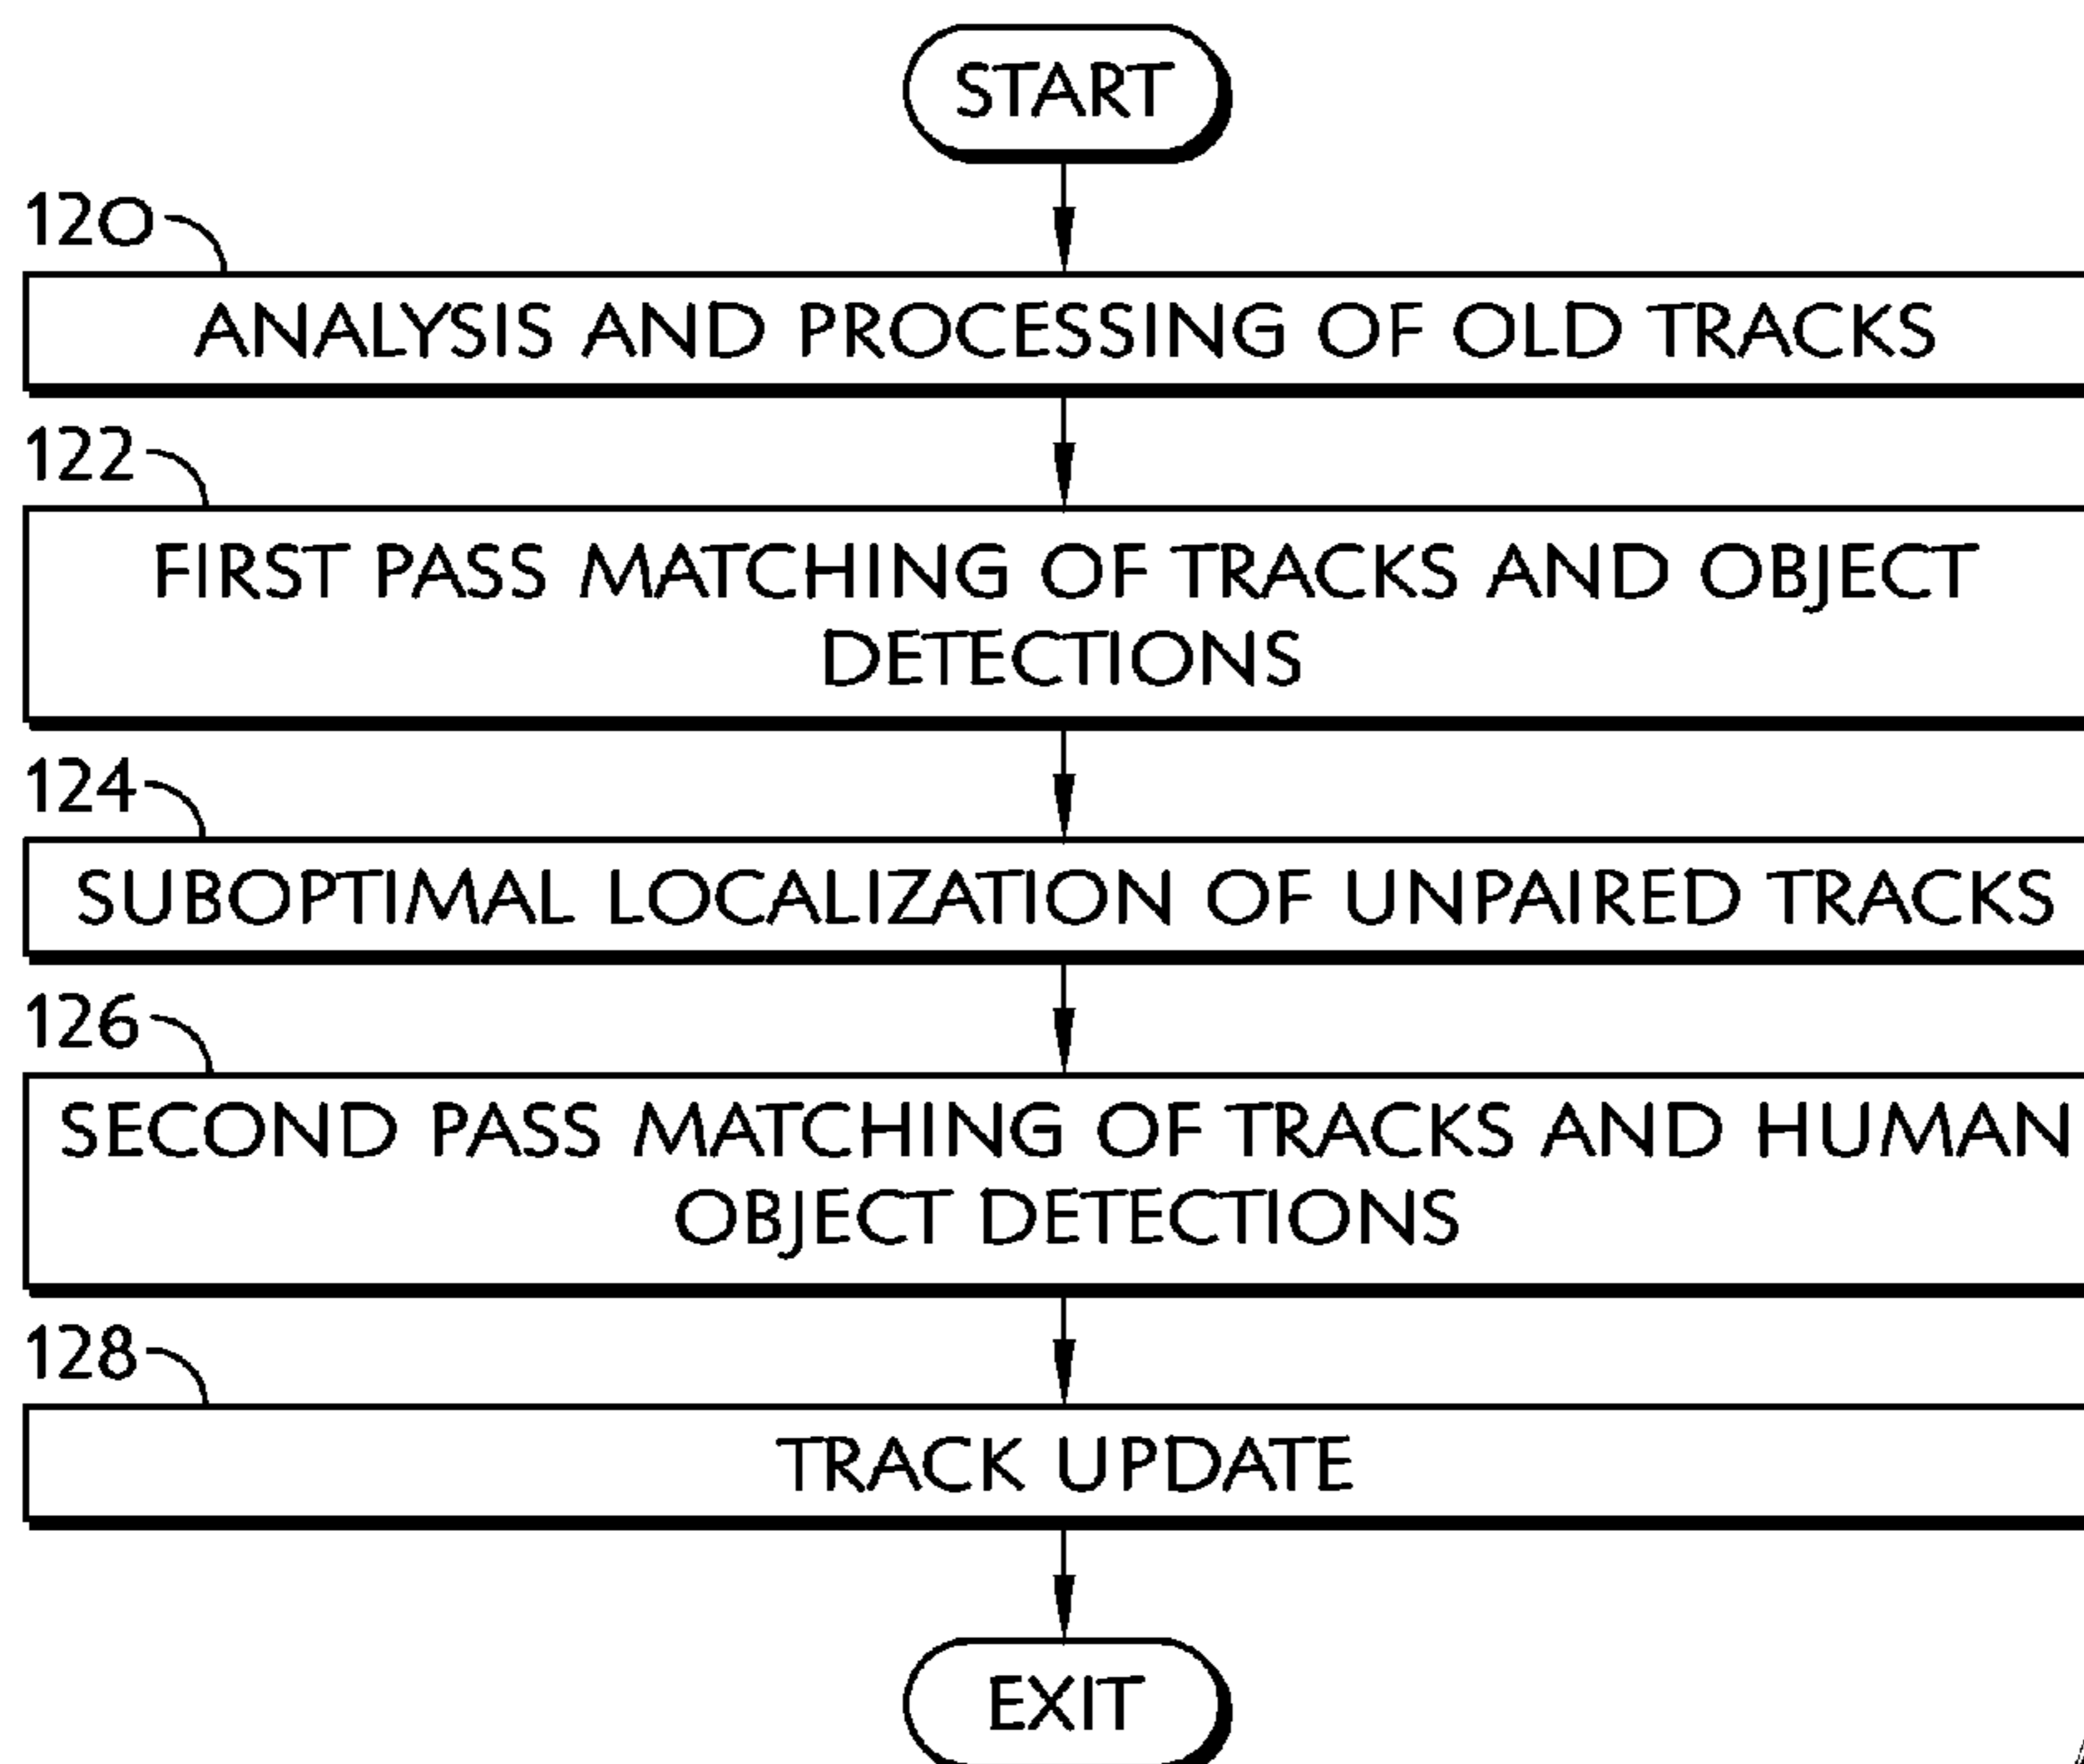 START
120
ANALYSIS AND PROCESSING OF OLD TRACKS
122
FIRST PASS MATCHING OF TRACKS AND OBJECT
DETECTIONS
124
SUBOPTIMAL LOCALIZATION OF UNPAIRED TRACKS
126
SECOND PASS MATCHING OF TRACKS AND HUMAN
OBJECT DETECTIONS
128
TRACK UPDATE
EXIT